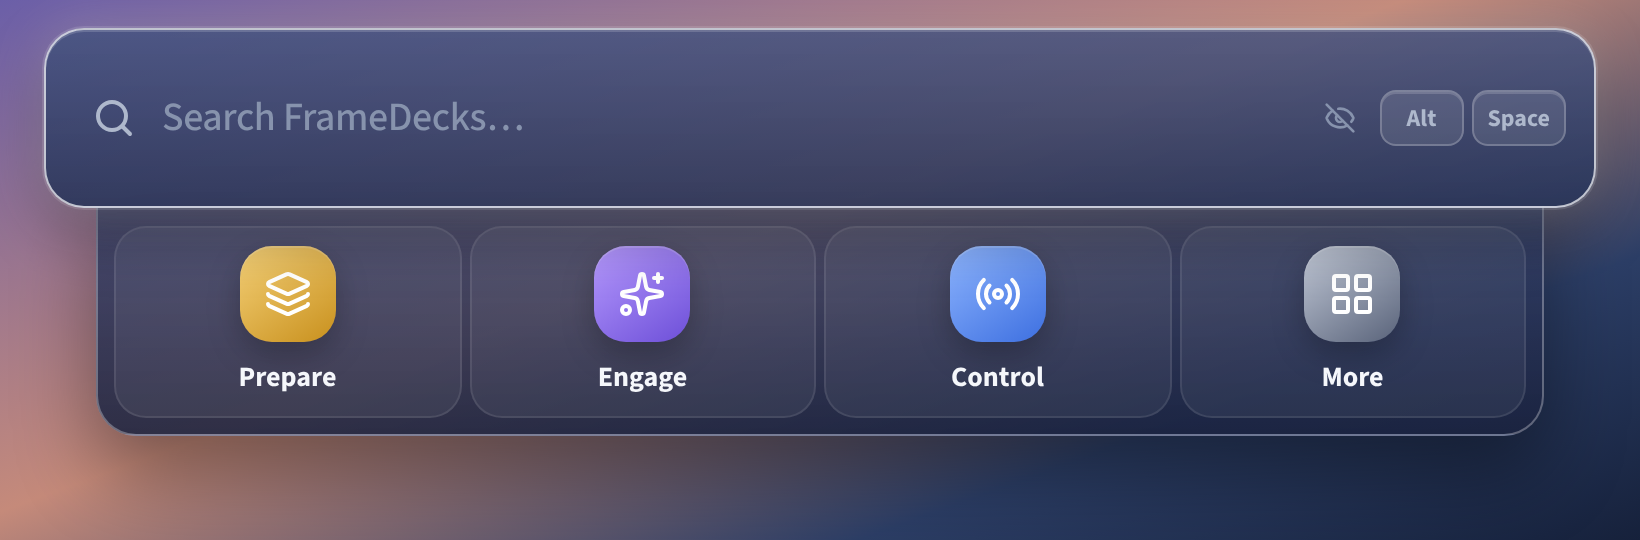 Search FrameDecks...
Alt
Space
Prepare
Engage
Control
More